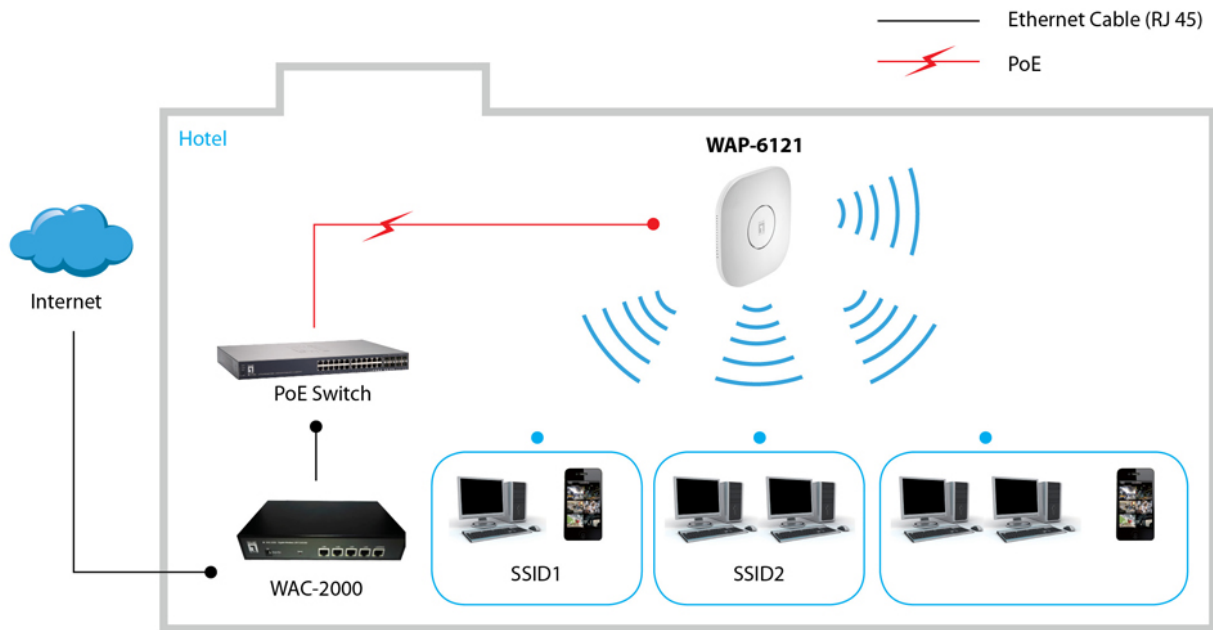 Ethernet Cable (RJ 45)
PoE
Hotel
WAP-6121
Internet
PoE Switch
WAC-2000
SSID1
SSID2